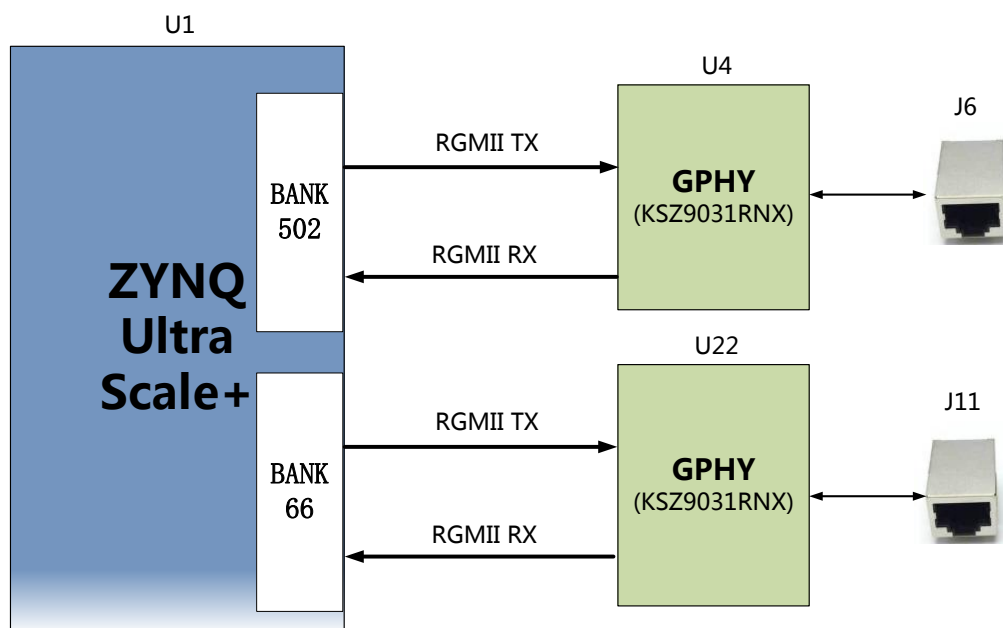 U1
ZYNQ
Ultra
Scale+
BANK
502
RGMII TX
RGMII RX
U4
GPHY
(KSZ9031RNX)
J6
BANK
66
RGMII TX
RGMII RX
U22
GPHY
(KSZ9031RNX)
J11